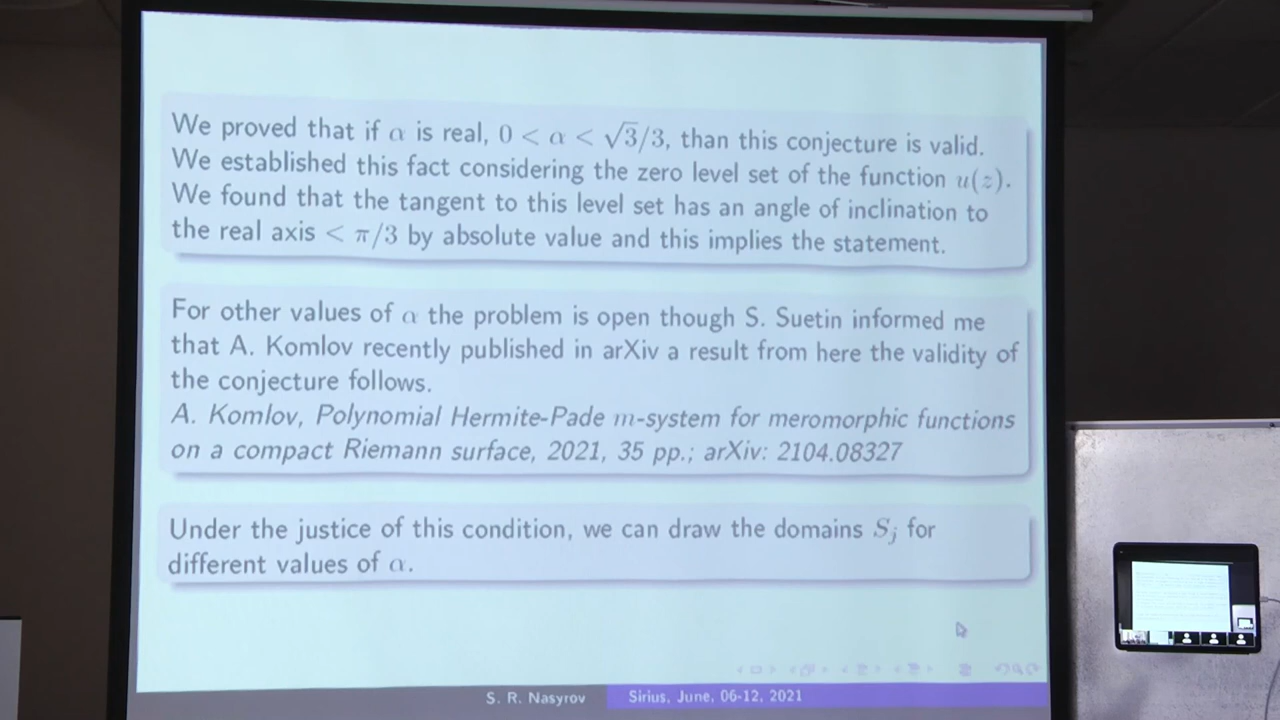 We proved that if α is real, 0 < α < √3/3, than this conjecture is valid.
We established this fact considering the zero level set of the function u(z).
We found that the tangent to this level set has an angle of inclination to
the real axis < π/3 by absolute value and this implies the statement.
For other values of α the problem is open though S. Suetin informed me
that A. Komlov recently published in arXiv a result from here the validity of
the conjecture follows.
A. Komlov, Polynomial Hermite-Pade m-system for meromorphic functions
on a compact Riemann surface, 2021, 35 pp.; arXiv: 2104.08327
Under the justice of this condition, we can draw the domains Sj for
different values of α.
S. R. Nasyrov
Sirius, June, 06-12, 2021